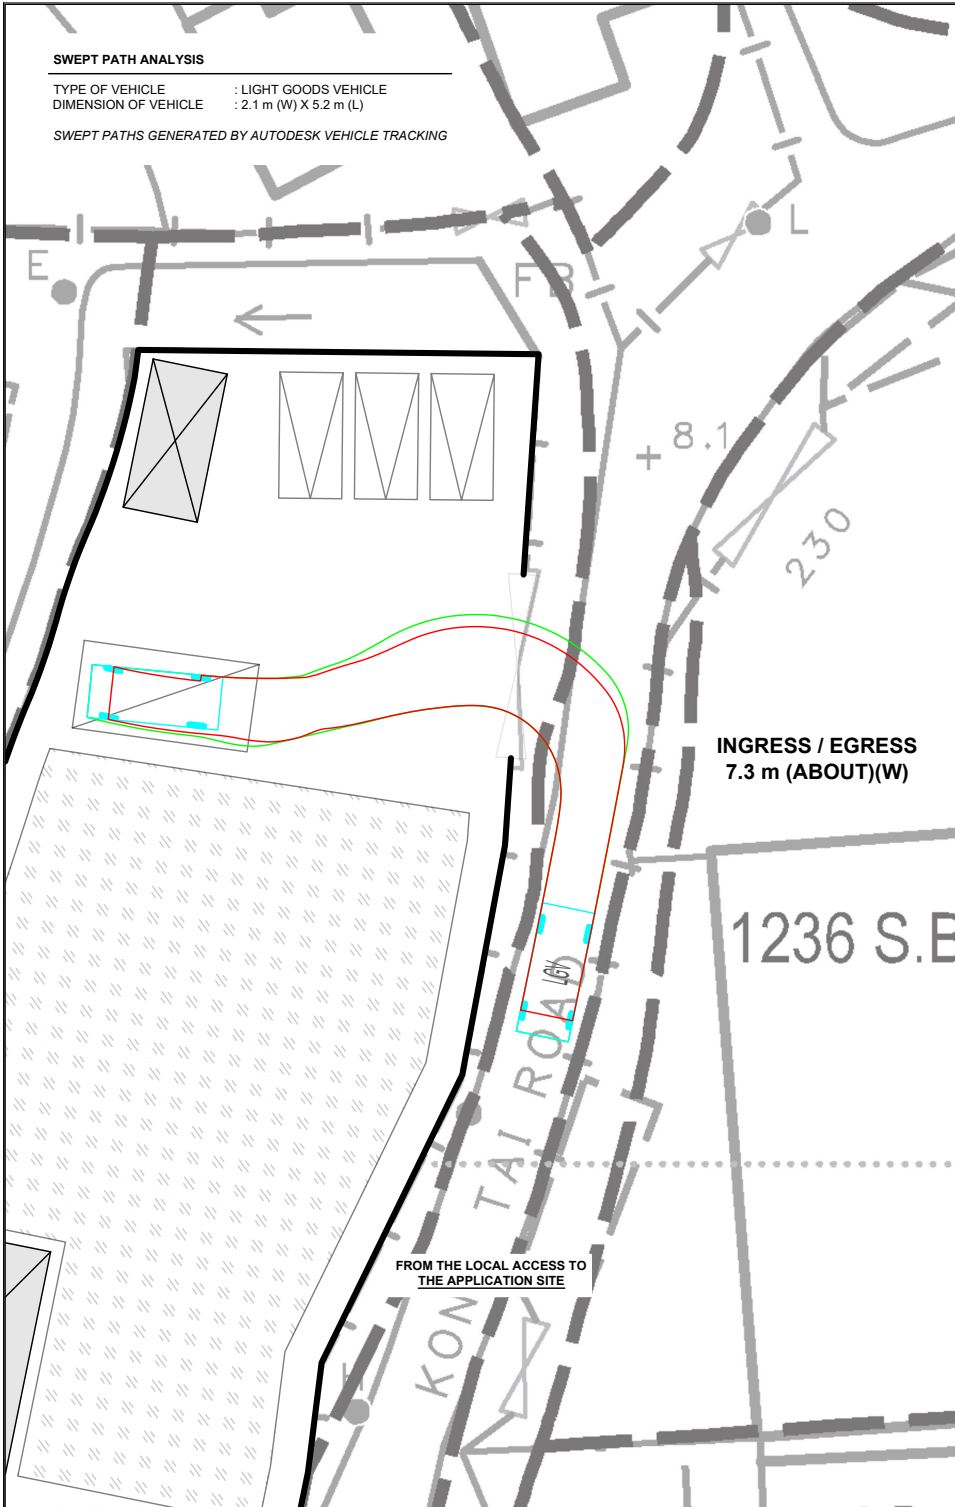 SWEPT PATH ANALYSIS
TYPE OF VEHICLE : LIGHT GOODS VEHICLE
DIMENSION OF VEHICLE : 2.1 m (W) X 5.2 m (L)
SWEPT PATHS GENERATED BY AUTODESK VEHICLE TRACKING
L
E
FB
8.1
230
INGRESS / EGRESS
7.3 m (ABOUT)(W)
1236 S.B
LGV
KON TAI ROAD
FROM THE LOCAL ACCESS TO
THE APPLICATION SITE
H